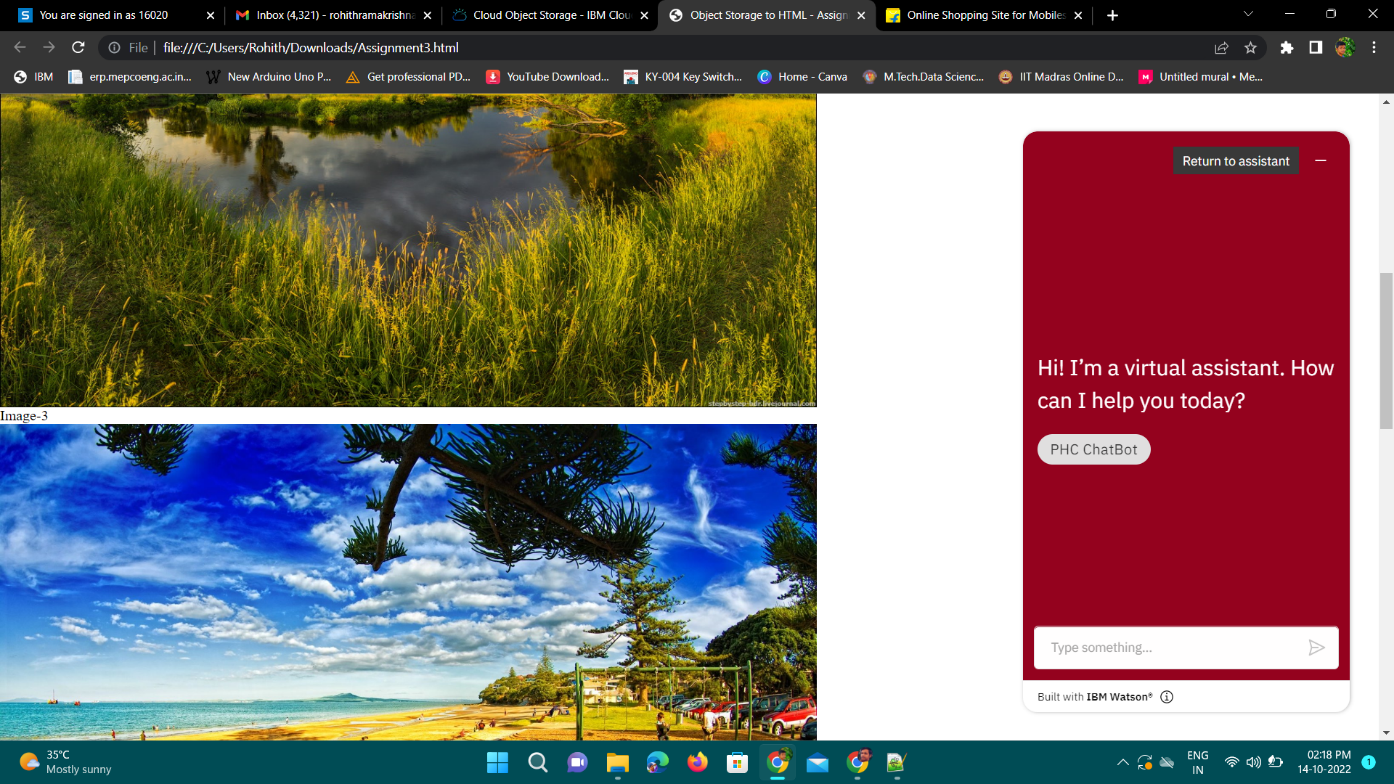 You are signed in as 16020
Inbox (4,321) - rohithramakrishna
Cloud Object Storage - IBM Clou
Object Storage to HTML - Assign
Online Shopping Site for Mobiles
File
file:///C:/Users/Rohith/Downloads/Assignment3.html
IBM
erp.mepcoeng.ac.in...
New Arduino Uno P...
Get professional PD...
YouTube Download...
KY-004 Key Switch...
Home - Canva
M.Tech.Data Scienc...
IIT Madras Online D...
Untitled mural • Me...
Return to assistant
Hi! I'm a virtual assistant. How
can I help you today?
PHC ChatBot
Type something...
Built with IBM Watson®
Image-3
35°C
Mostly sunny
ENG
IN
02:18 PM
14-10-2022
1